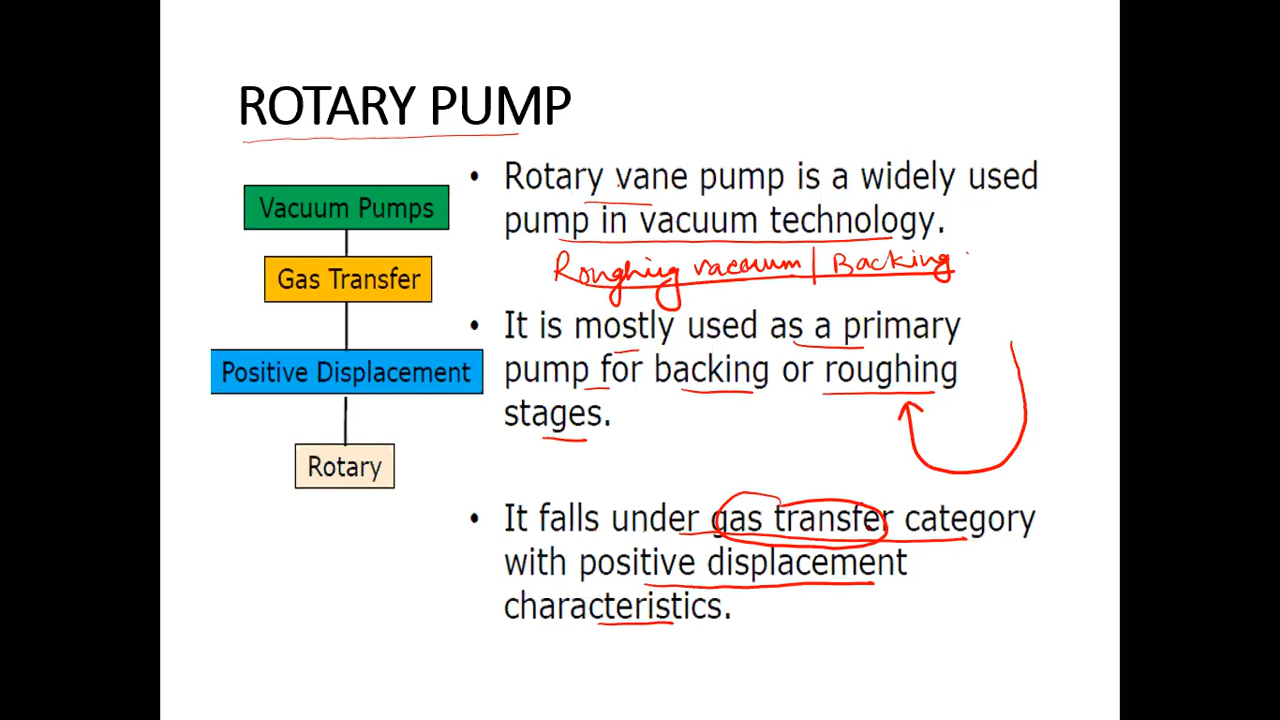 ROTARY PUMP
Vacuum Pumps
Gas Transfer
Positive Displacement
Rotary
• Rotary vane pump is a widely used
pump in vacuum technology.
Roughing vacuum | Backing
• It is mostly used as a primary
pump for backing or roughing
stages.
• It falls under gas transfer category
with positive displacement
characteristics.